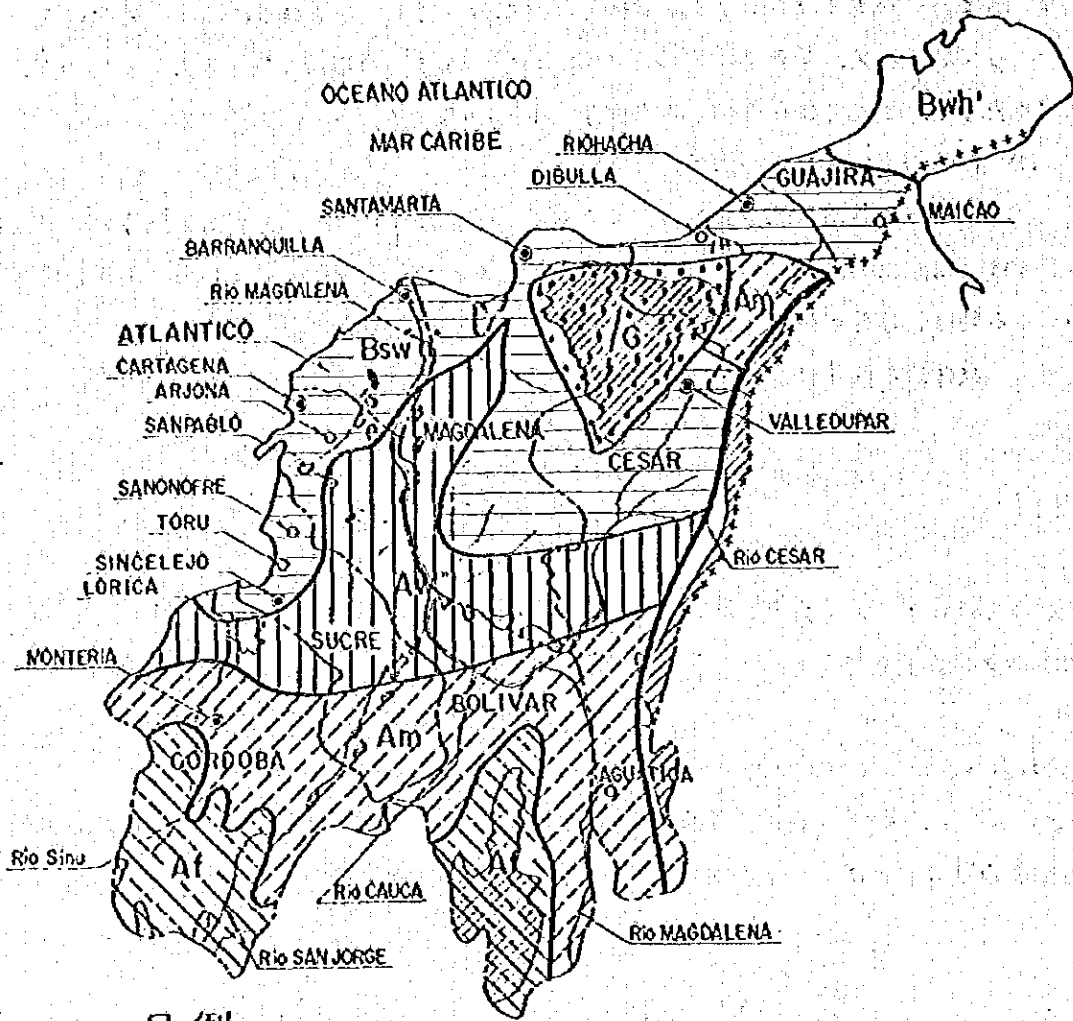 OCEANO ATLANTICO
MAR CARIBE
Bwh'
RIOHACHA
DIBULLA
GUAJIRA
SANTAMARTA
MAICAO
BARRANQUILLA
Rio MAGDALENA
Am
ATLANTICO
Bsw
G
CARTAGENA
ARJONA
SANPABLO
MAGDALENA
VALLEDUPAR
CESAR
SANONOFRE
TORU
SINCELEJO
Rio CESAR
LORICA
SUCRE
MONTERIA
BOLIVAR
Am
CORDOBA
Rio Sinu
Af
Af
Rio CAUCA
Rio MAGDALENA
Rio SAN JORGE